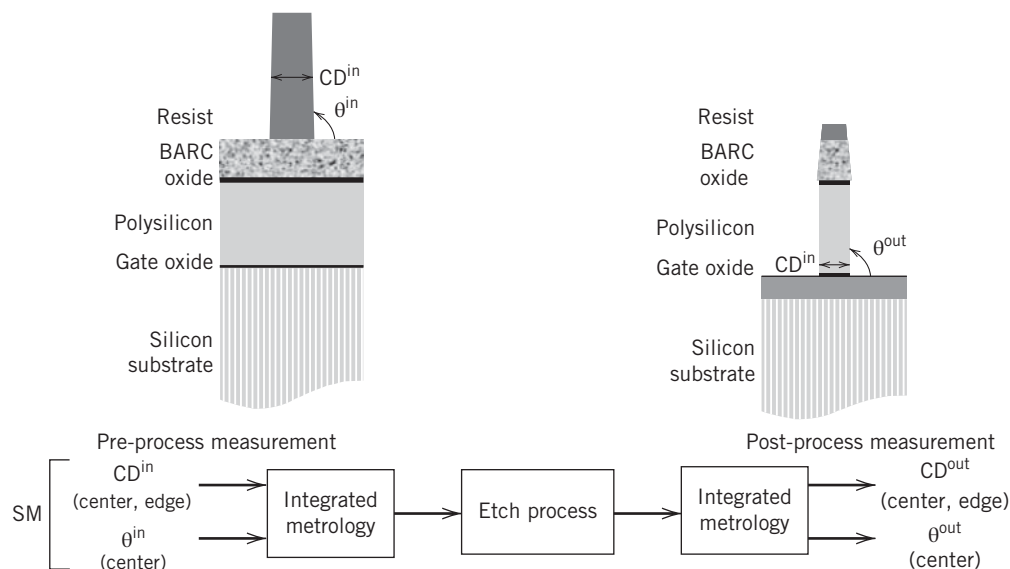 CD^in
θ^in
Resist
BARC
oxide
Polysilicon
Gate oxide
Silicon
substrate
Resist
BARC
oxide
Polysilicon
θ^out
CD^in
Gate oxide
Silicon
substrate
Pre-process measurement
Post-process measurement
SM
CD^in
(center, edge)
θ^in
(center)
Integrated
metrology
Etch process
Integrated
metrology
CD^out
(center, edge)
θ^out
(center)